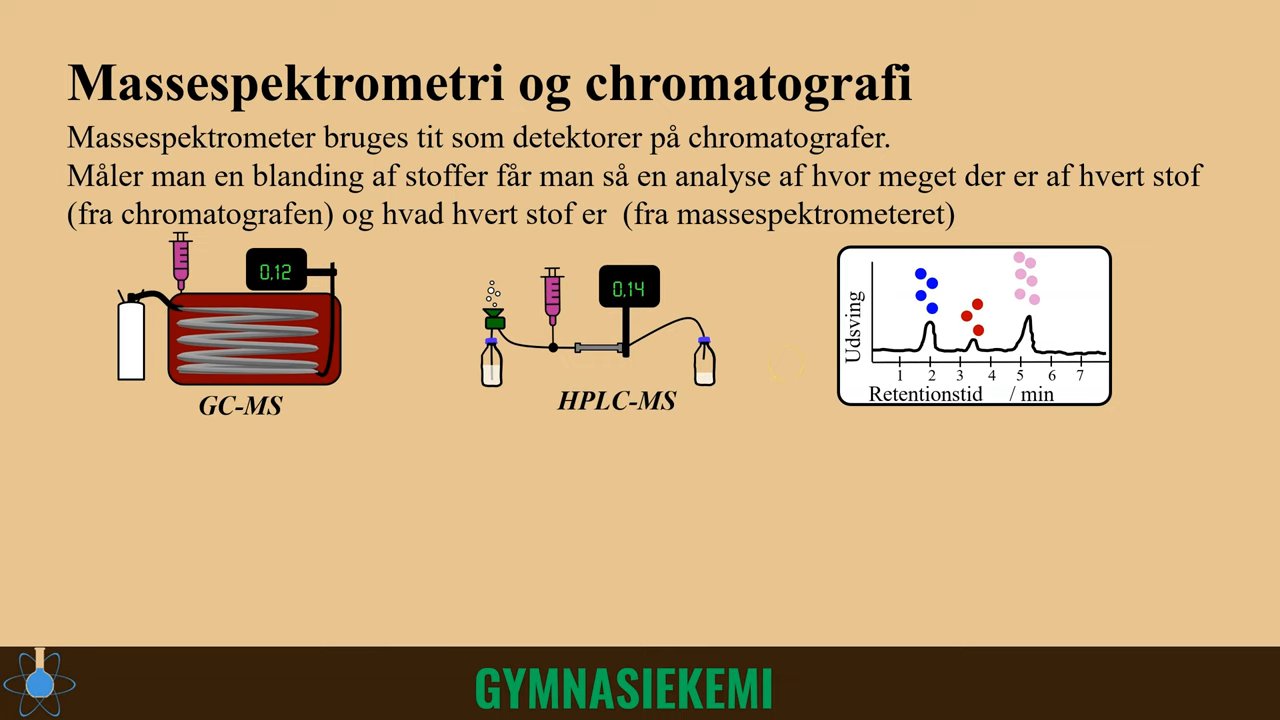 Massespektrometri og chromatografi
Massespektrometer bruges tit som detektorer på chromatografer.
Måler man en blanding af stoffer får man så en analyse af hvor meget der er af hvert stof
(fra chromatografen) og hvad hvert stof er (fra massespektrometeret)
0,12
GC-MS
0,14
HPLC-MS
Udsving
1 2 3 4 5 6 7
Retentionstid / min
GYMNASIEKEMI